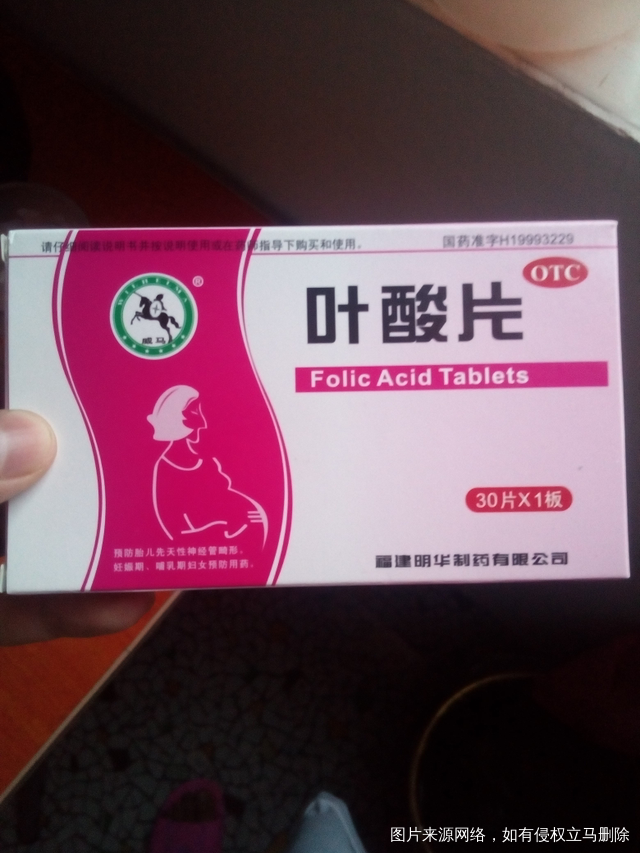 请仔细阅读说明书并按说明使用或在药师指导下购买和使用。
国药准字H19993229
OTC
WEIHEIMA
®
威马
叶酸片
Folic Acid Tablets
30片X1板
预防胎儿先天性神经管畸形。
妊娠期、哺乳期妇女预防用药。
福建明华制药有限公司
图片来源网络，如有侵权立马删除